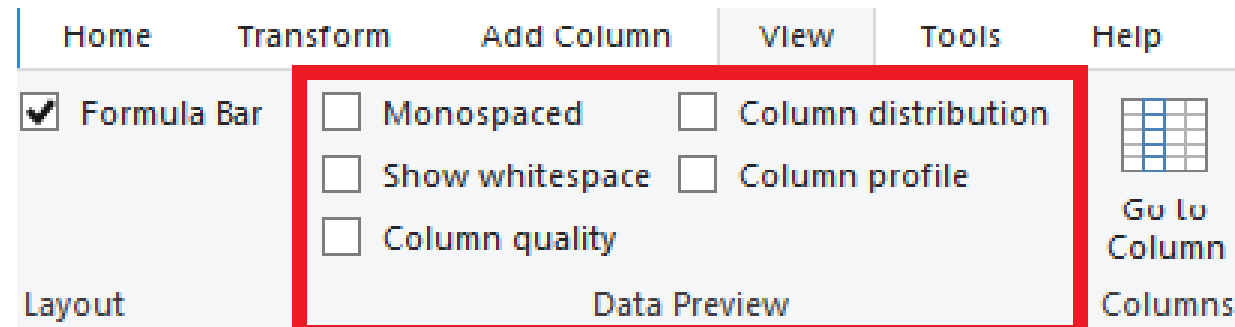 Home Transform Add Column View Tools Help
Formula Bar Monospaced Column distribution
Show whitespace Column profile
Column quality
Go to
Column
Layout Data Preview Columns